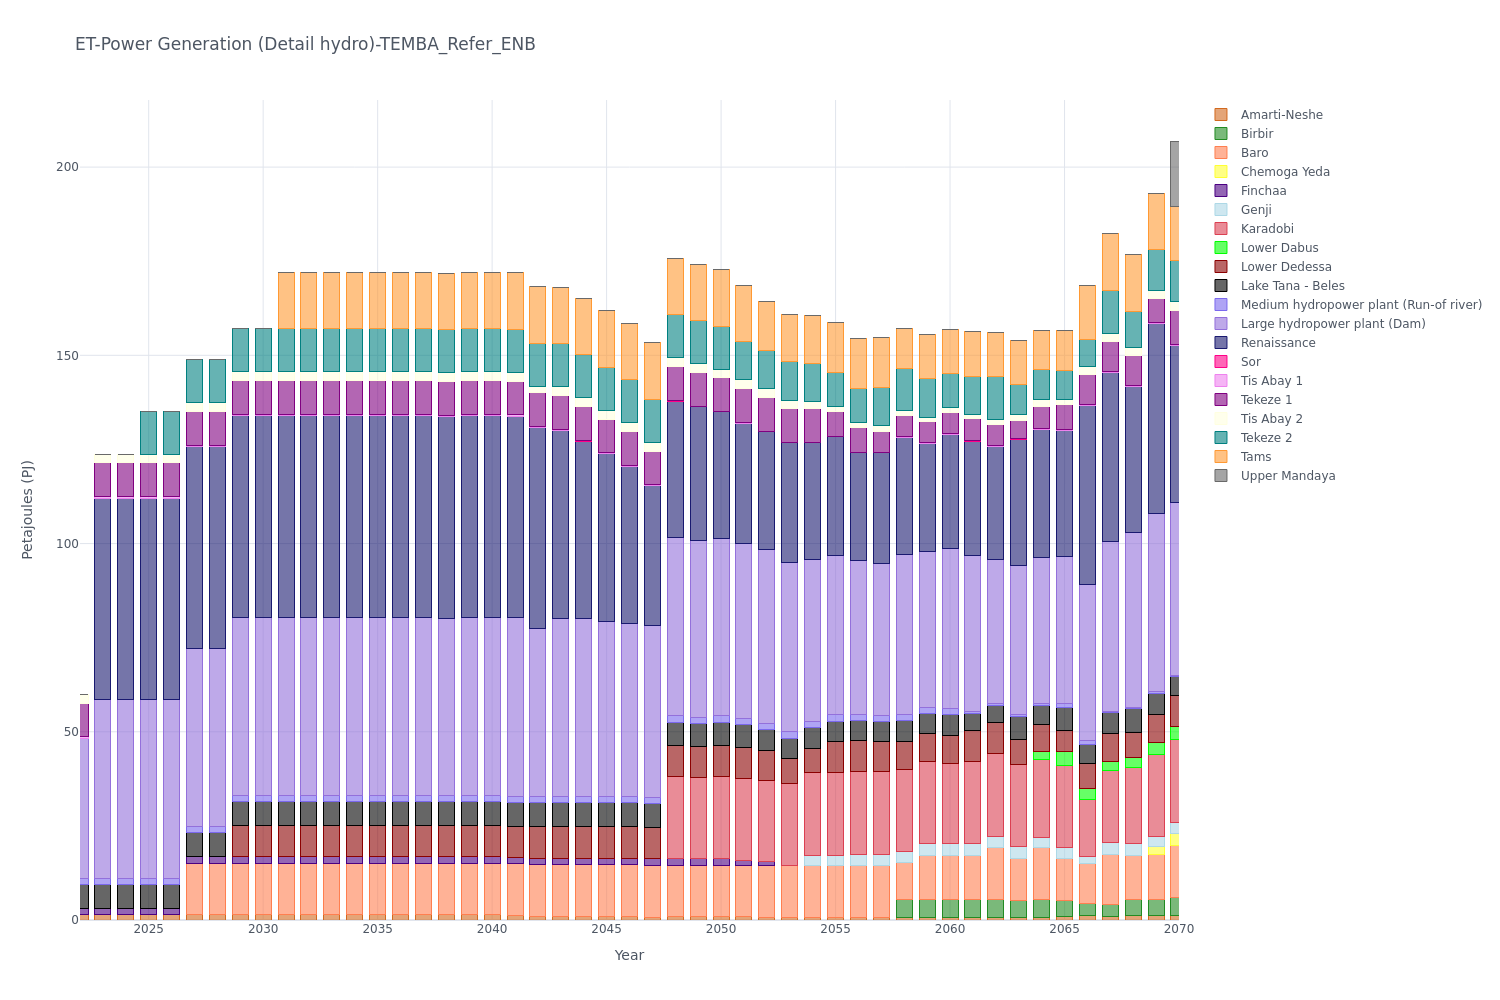 ET-Power Generation (Detail hydro)-TEMBA_Refer_ENB
Amarti-Neshe
Birbir
Baro
Chemoga Yeda
Finchaa
Genji
Karadobi
Lower Dabus
Lower Dedessa
Lake Tana - Beles
Medium hydropower plant (Run-of river)
Large hydropower plant (Dam)
Renaissance
Sor
Tis Abay 1
Tekeze 1
Tis Abay 2
Tekeze 2
Tams
Upper Mandaya
Petajoules (PJ)
200
150
100
50
0
2025 2030 2035 2040 2045 2050 2055 2060 2065 2070
Year